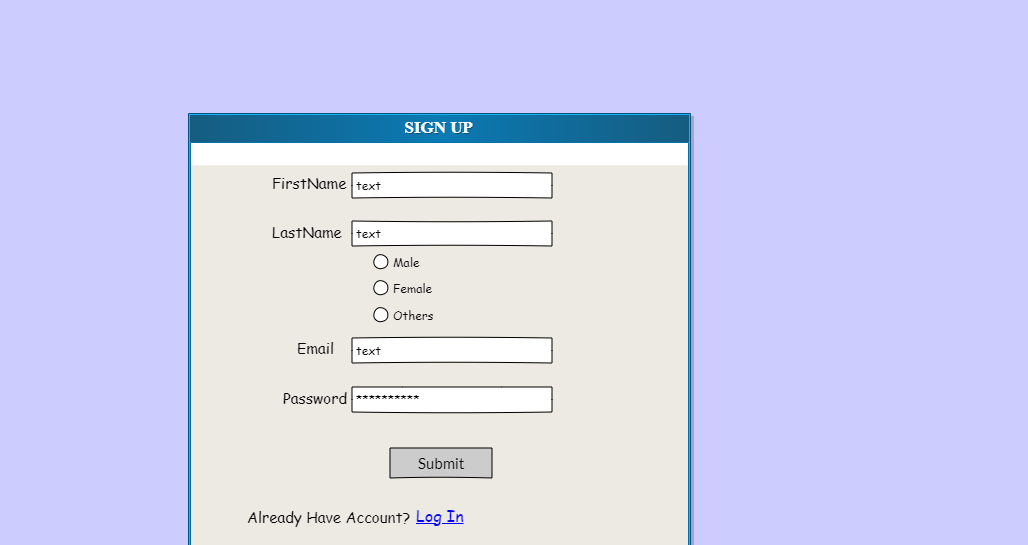 SIGN UP
FirstName text
LastName text
Male
Female
Others
Email text
Password **********
Submit
Already Have Account? Log In